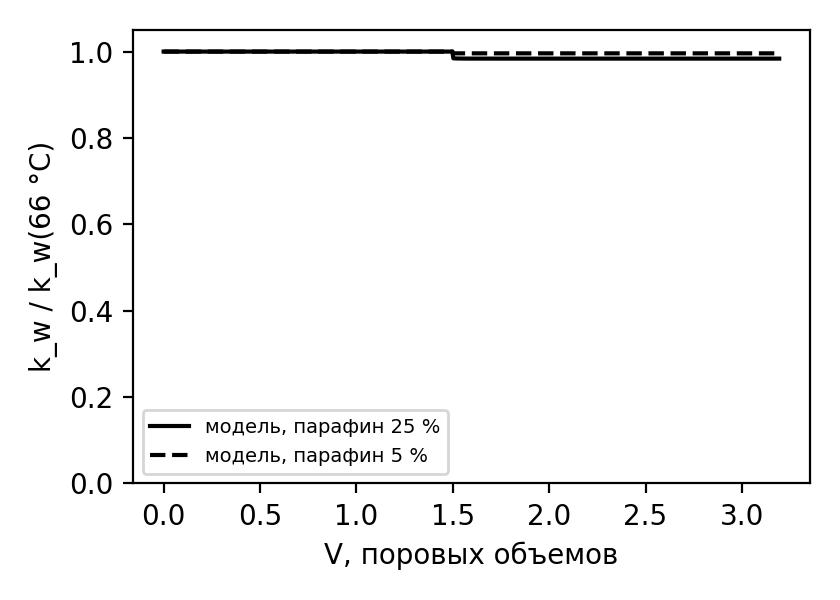 1.0
0.8
0.6
0.4
0.2
0.0
k_w / k_w(66 °C)
модель, парафин 25 %
модель, парафин 5 %
0.0 0.5 1.0 1.5 2.0 2.5 3.0
V, поровых объемов